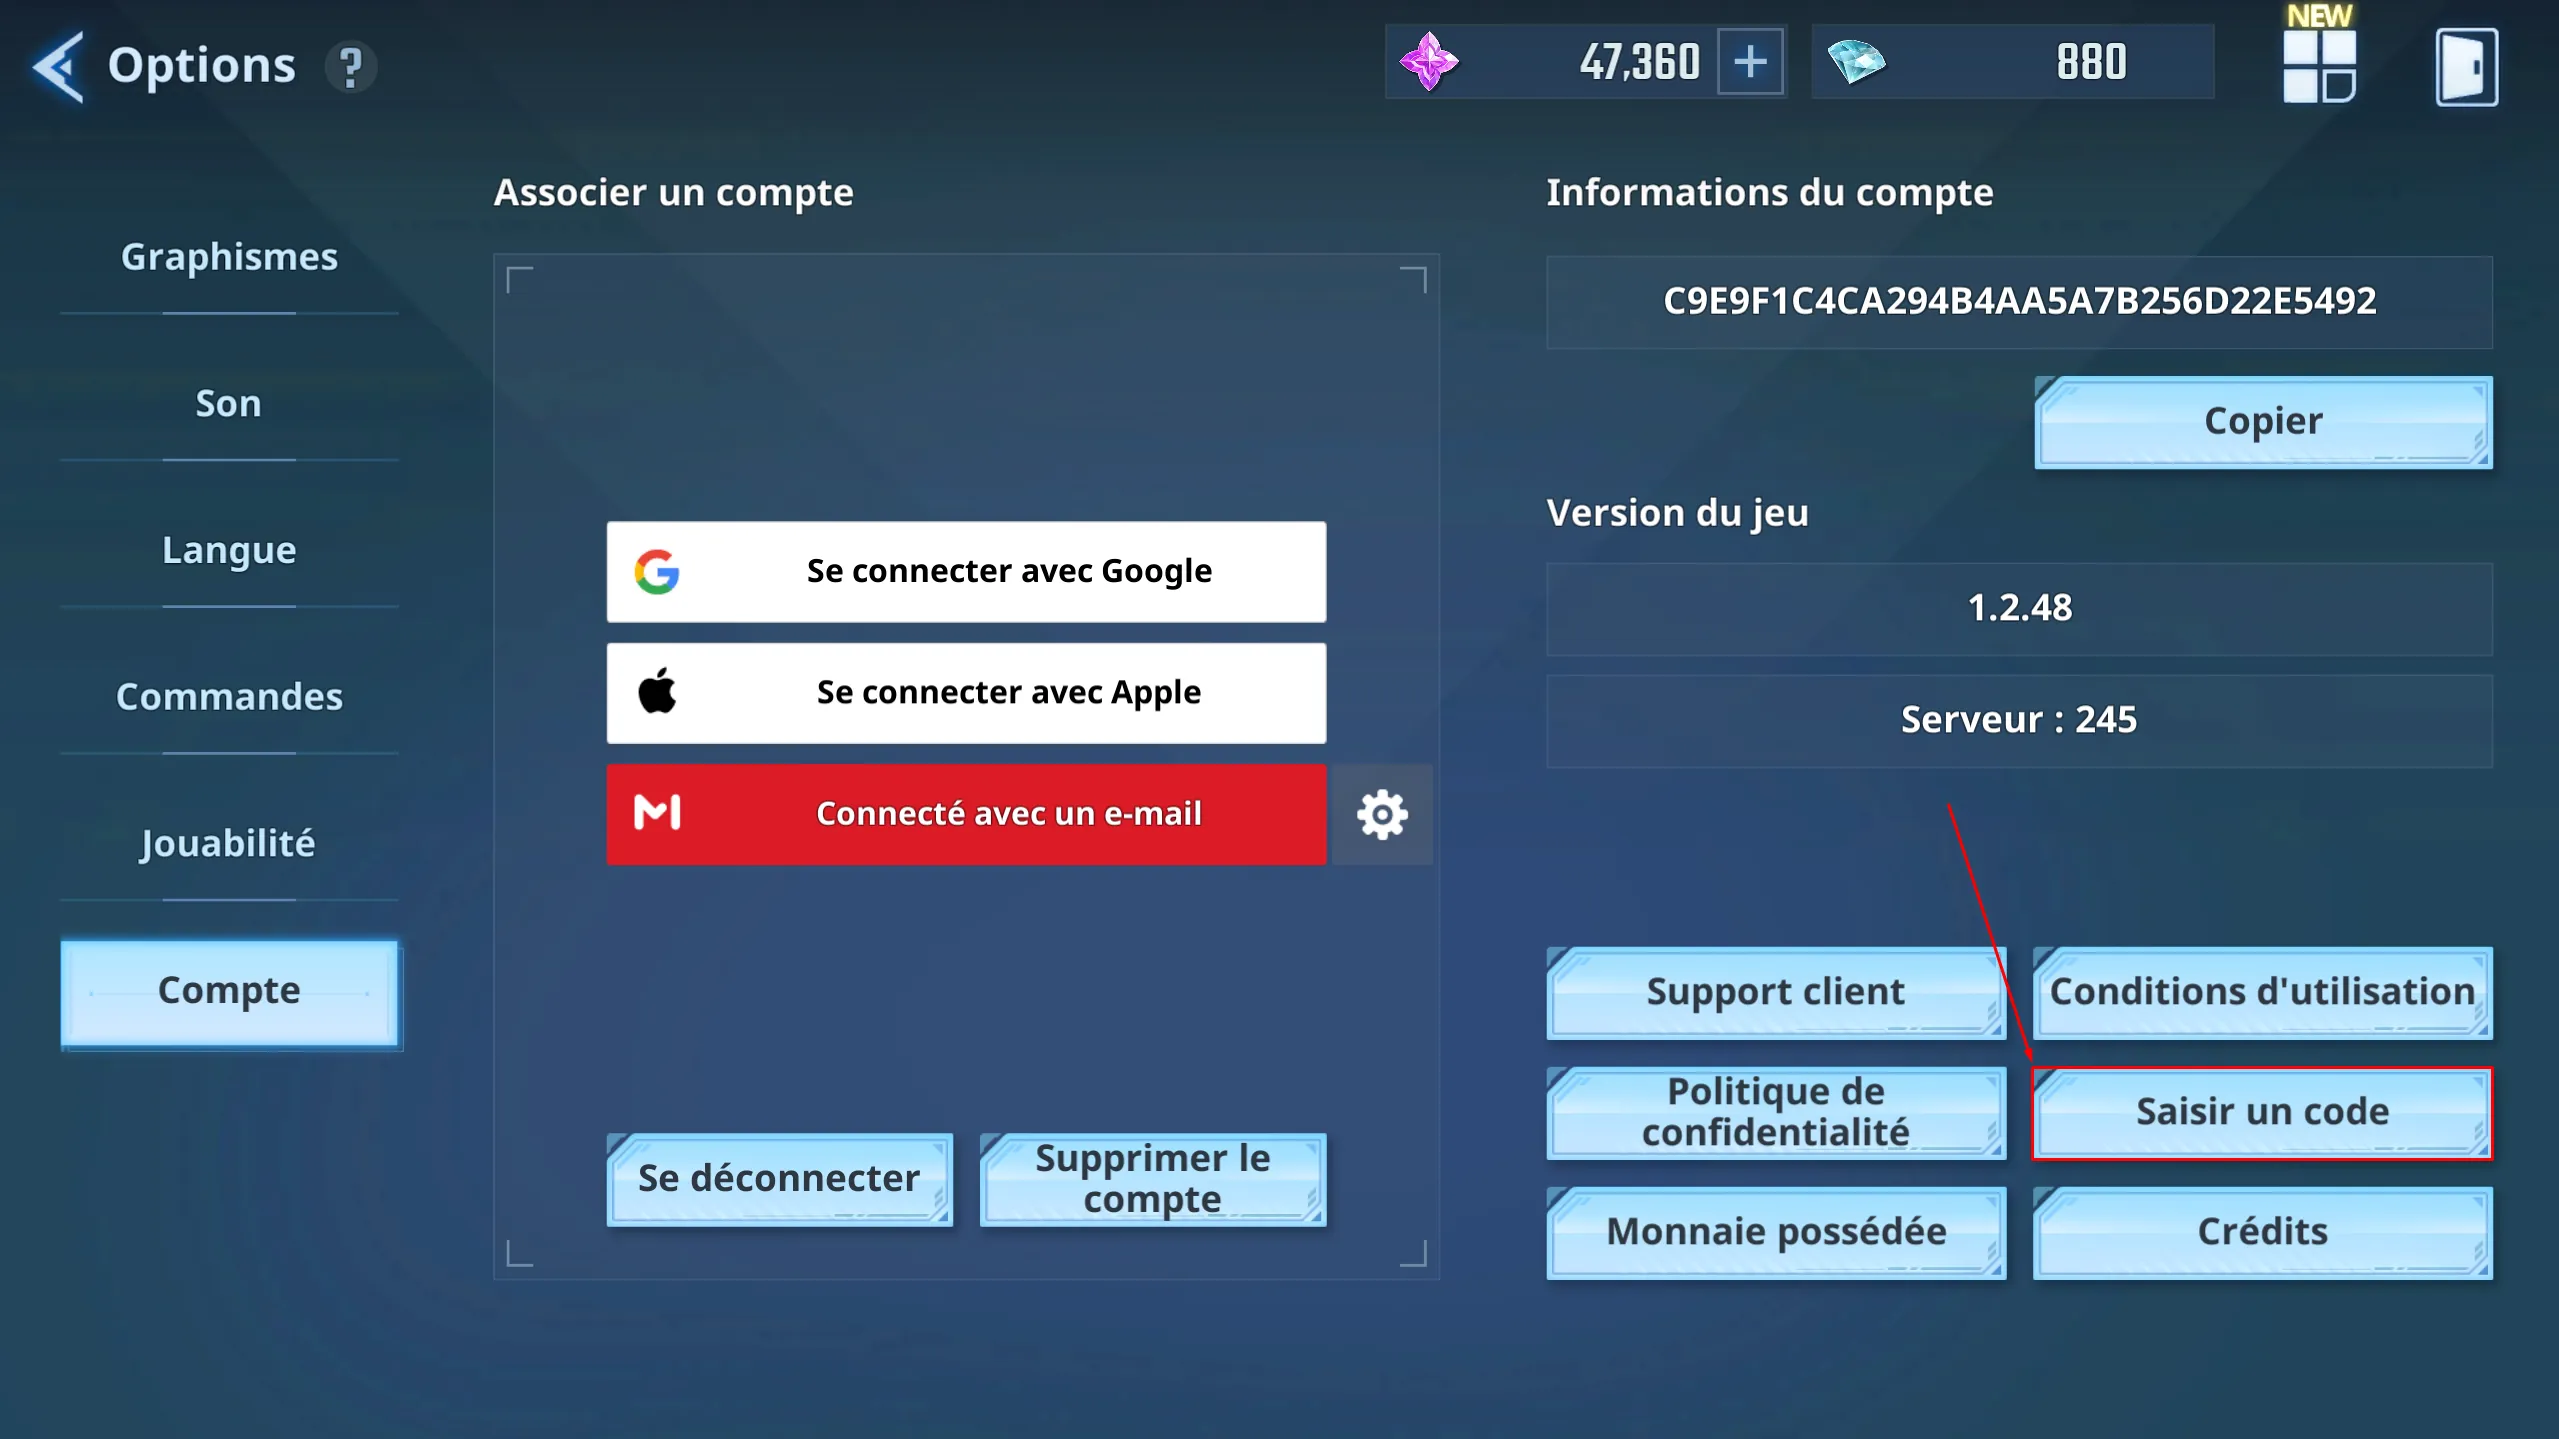 Options
?
47,360
880
NEW
Graphismes
Son
Langue
Commandes
Jouabilité
Compte
Associer un compte
Se connecter avec Google
Se connecter avec Apple
Connecté avec un e-mail
Se déconnecter
Supprimer le
compte
Informations du compte
C9E9F1C4CA294B4AA5A7B256D22E5492
Copier
Version du jeu
1.2.48
Serveur : 245
Support client
Conditions d'utilisation
Politique de
confidentialité
Saisir un code
Monnaie possédée
Crédits